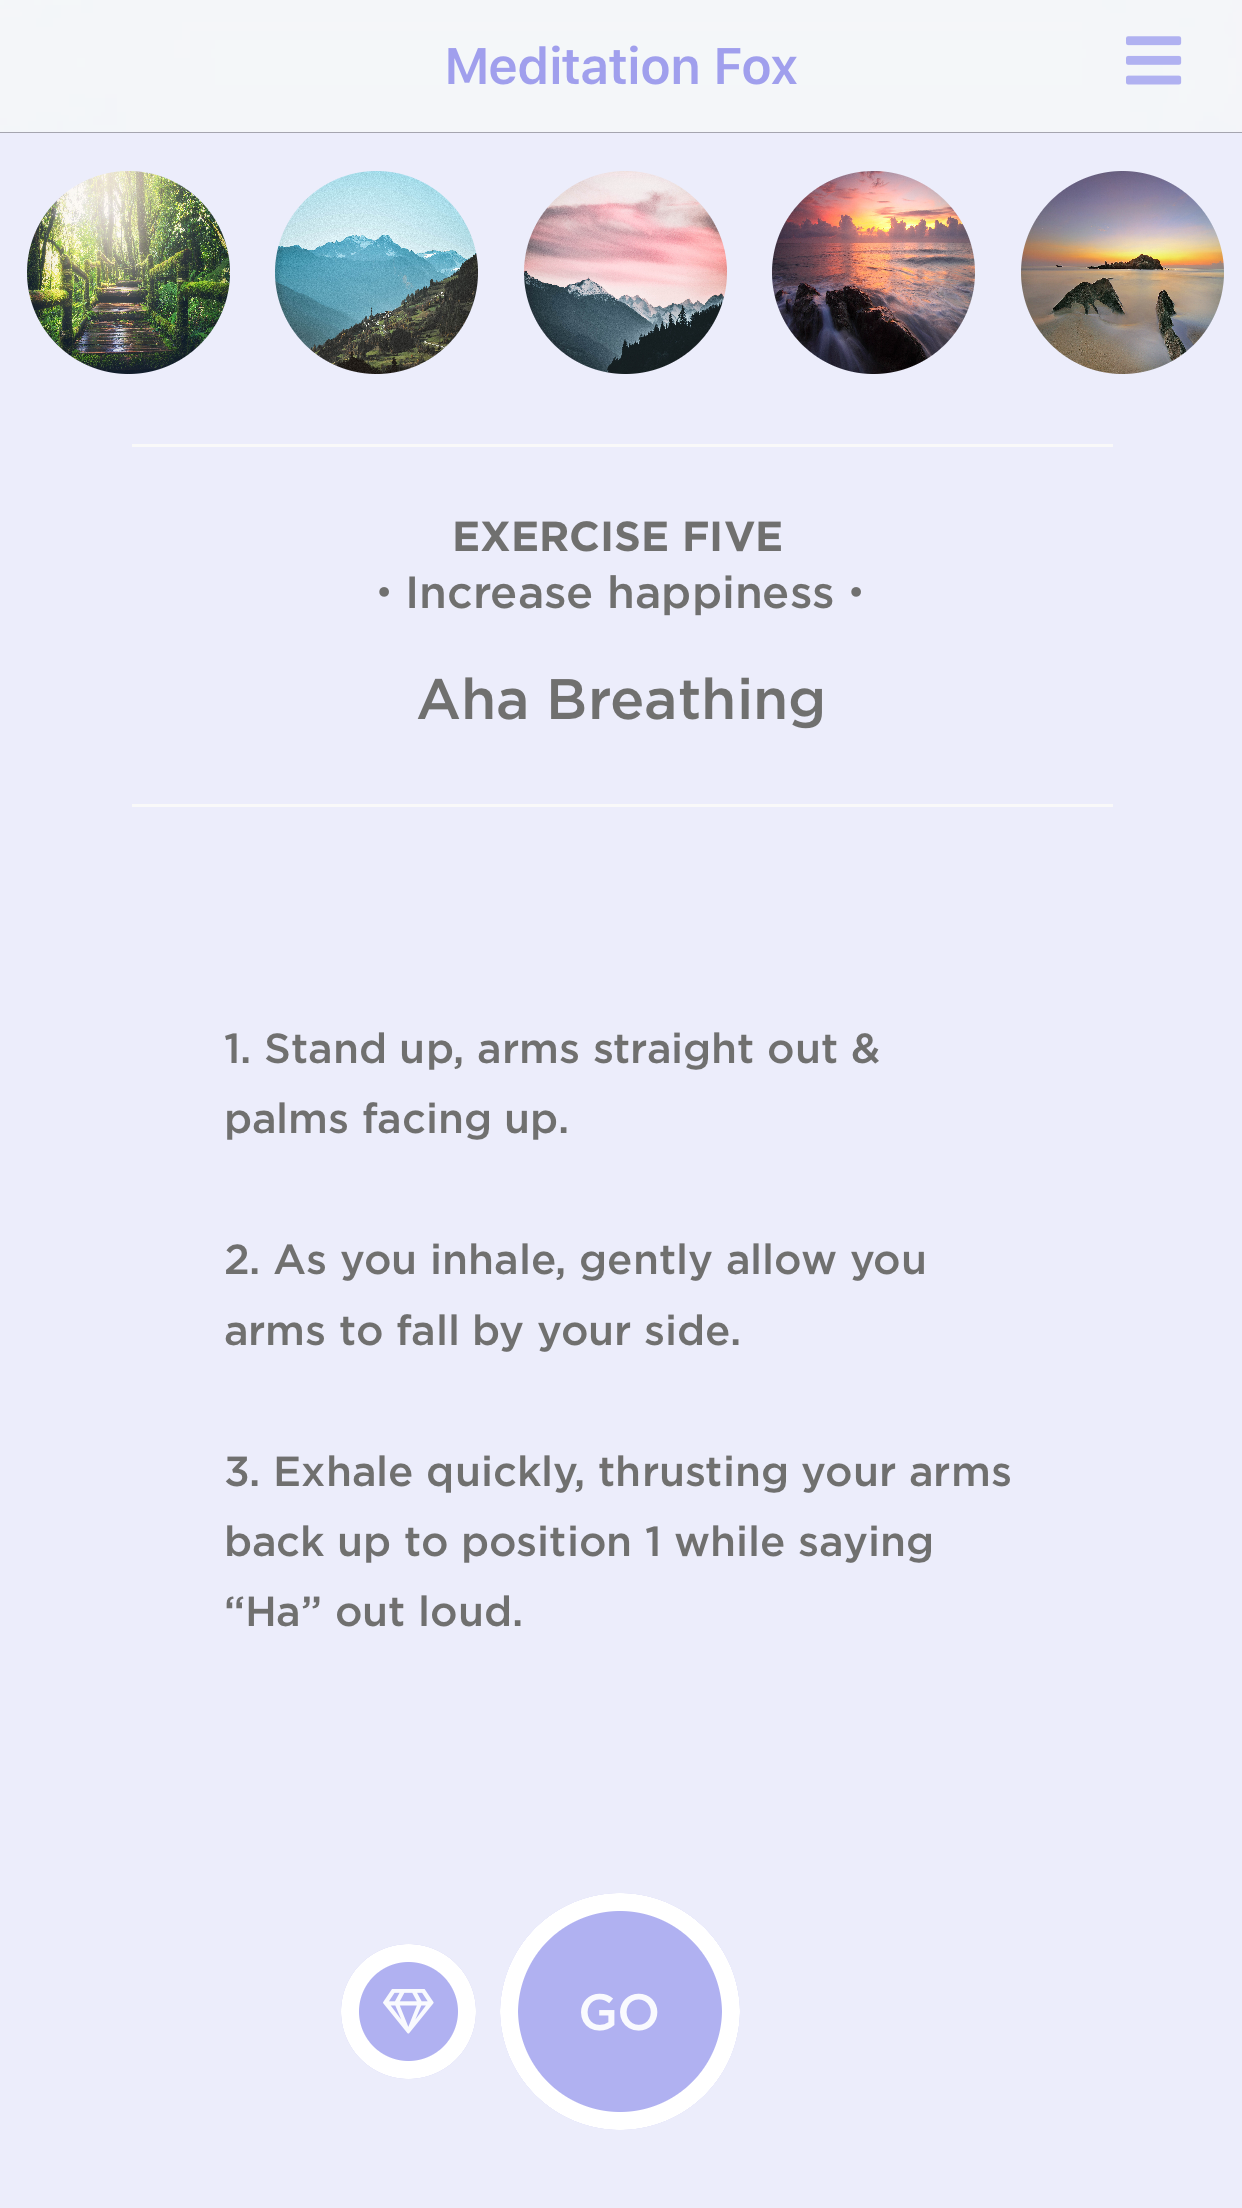 Meditation Fox
EXERCISE FIVE
• Increase happiness •
Aha Breathing
1. Stand up, arms straight out &
palms facing up.
2. As you inhale, gently allow you
arms to fall by your side.
3. Exhale quickly, thrusting your arms
back up to position 1 while saying
“Ha” out loud.
GO